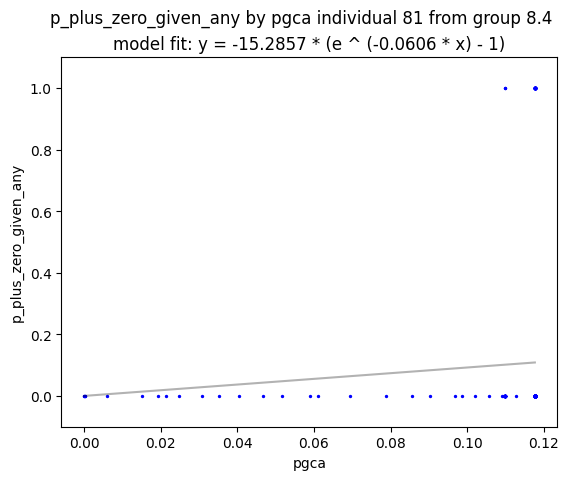 p_plus_zero_given_any by pgca individual 81 from group 8.4
model fit: y = -15.2857 * (e ^ (-0.0606 * x) - 1)
1.0
0.8
0.6
0.4
0.2
0.0
p_plus_zero_given_any
0.00 0.02 0.04 0.06 0.08 0.10 0.12
pgca